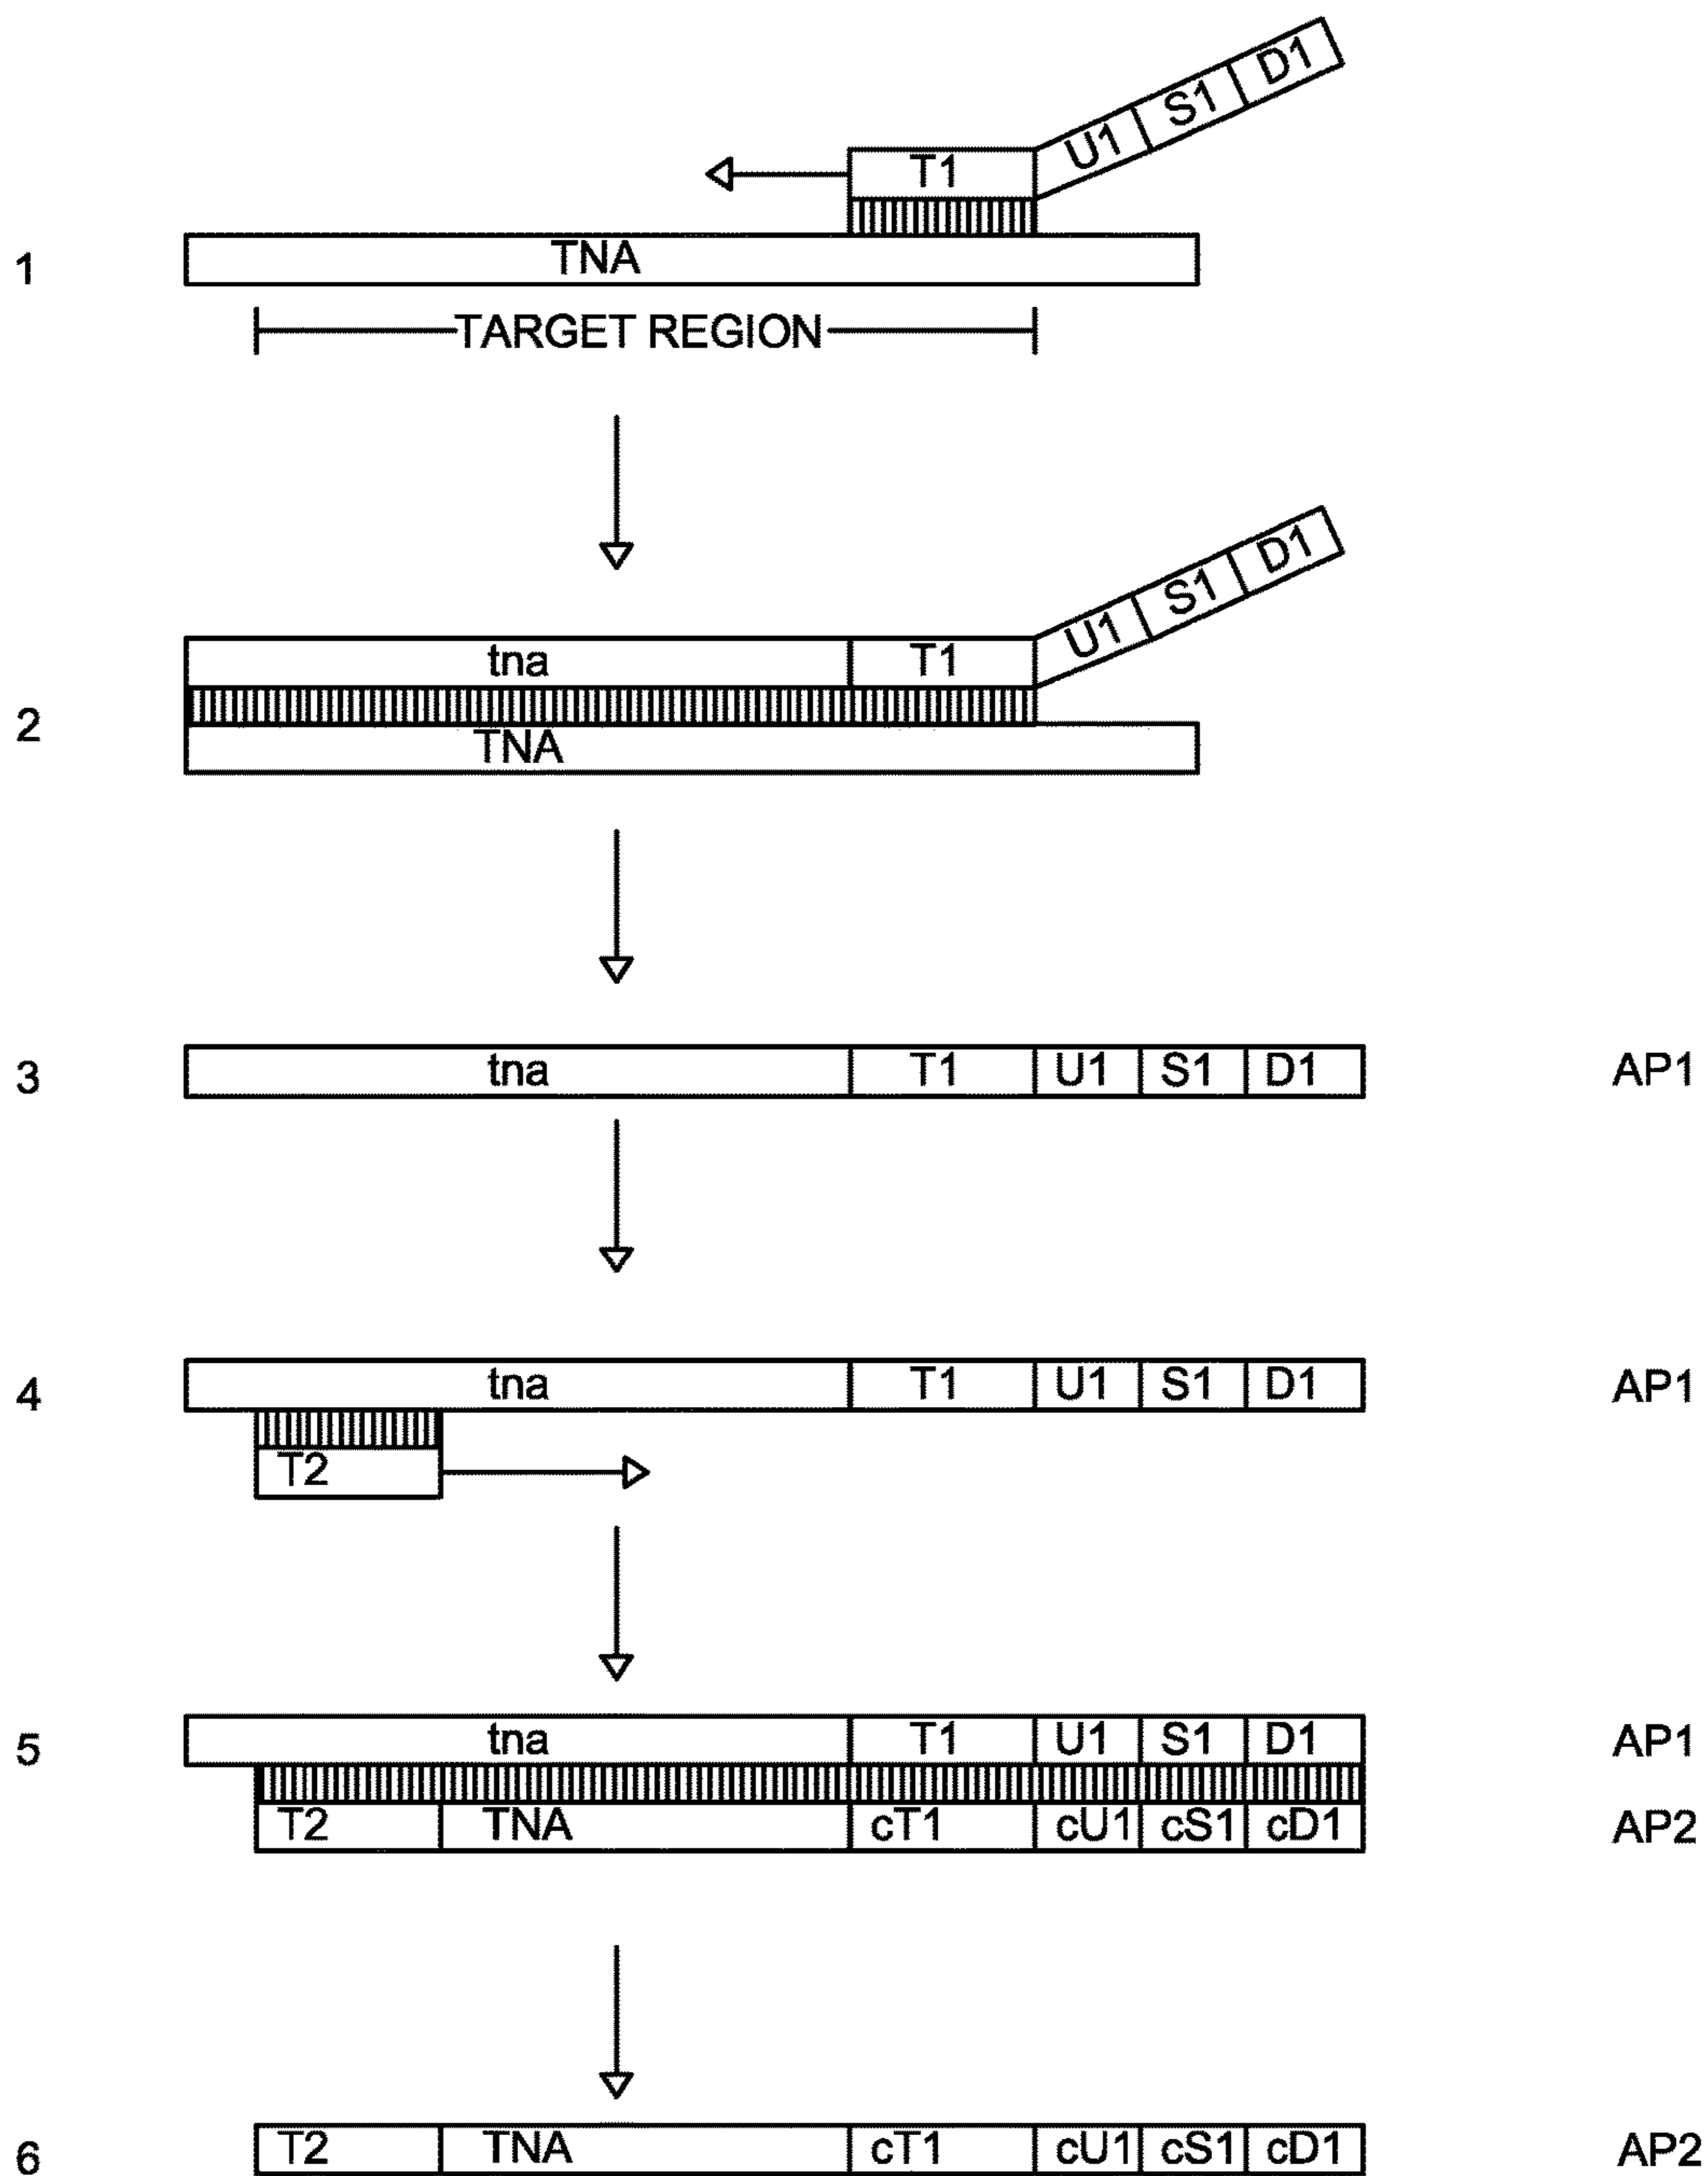 U1 S1 D1
T1
1 TNA
TARGET REGION
U1 S1 D1
tna T1
2 TNA
3 tna T1 U1 S1 D1 AP1
4 tna T1 U1 S1 D1 AP1
T2
5 tna T1 U1 S1 D1 AP1
T2 TNA cT1 cU1 cS1 cD1 AP2
6 T2 TNA cT1 cU1 cS1 cD1 AP2